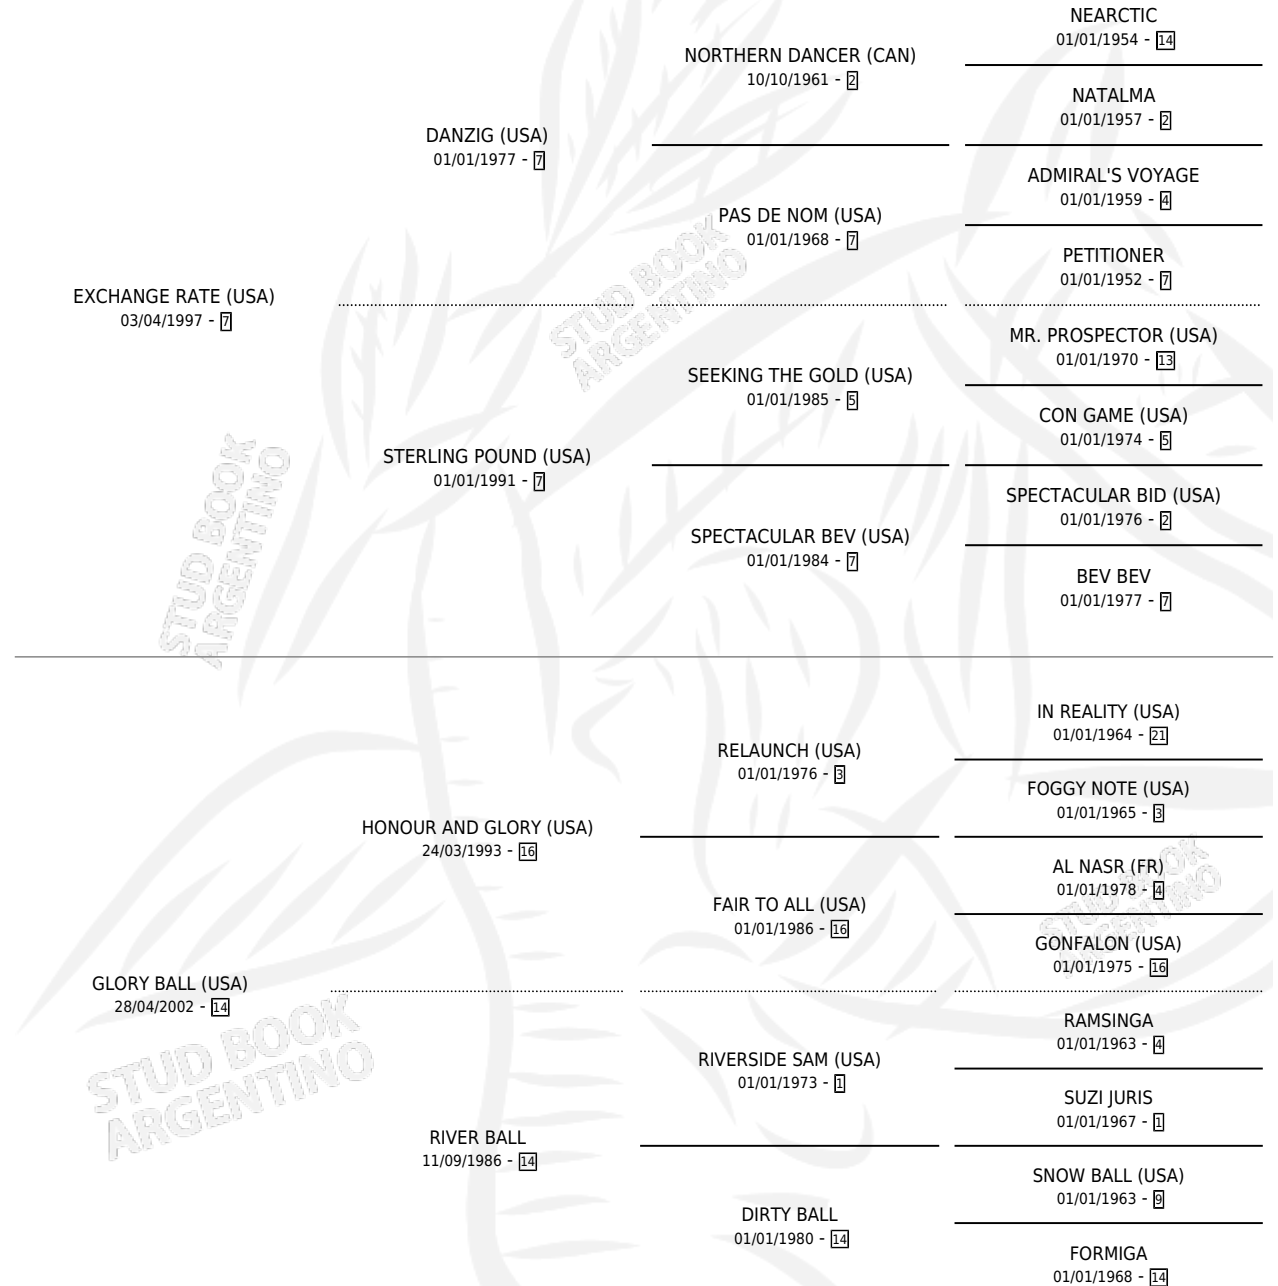 NEARCTIC
01/01/1954 - 14
NORTHERN DANCER (CAN)
10/10/1961 - 2
NATALMA
01/01/1957 - 2
DANZIG (USA)
01/01/1977 - 7
ADMIRAL'S VOYAGE
01/01/1959 - 4
PAS DE NOM (USA)
01/01/1968 - 7
PETITIONER
01/01/1952 - 7
EXCHANGE RATE (USA)
03/04/1997 - 7
STUD BOOK
ARGENTINO
MR. PROSPECTOR (USA)
01/01/1970 - 13
SEEKING THE GOLD (USA)
01/01/1985 - 5
CON GAME (USA)
01/01/1974 - 5
STERLING POUND (USA)
01/01/1991 - 7
SPECTACULAR BID (USA)
01/01/1976 - 2
SPECTACULAR BEV (USA)
01/01/1984 - 7
BEV BEV
01/01/1977 - 7
STUD BOOK
ARGENTINO
IN REALITY (USA)
01/01/1964 - 21
RELAUNCH (USA)
01/01/1976 - 3
FOGGY NOTE (USA)
01/01/1965 - 3
HONOUR AND GLORY (USA)
24/03/1993 - 16
AL NASR (FR)
01/01/1978 - 4
FAIR TO ALL (USA)
01/01/1986 - 16
STUD BOOK
ARGENTINO
GONFALON (USA)
01/01/1975 - 16
GLORY BALL (USA)
28/04/2002 - 14
RAMSINGA
01/01/1963 - 4
RIVERSIDE SAM (USA)
01/01/1973 - 1
STUD BOOK
ARGENTINO
SUZI JURIS
01/01/1967 - 1
RIVER BALL
11/09/1986 - 14
SNOW BALL (USA)
01/01/1963 - 9
DIRTY BALL
01/01/1980 - 14
FORMIGA
01/01/1968 - 14